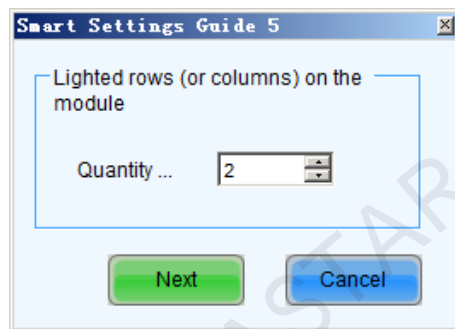 Smart Settings Guide 5
Lighted rows (or columns) on the
module
Quantity ...
2
Next
Cancel